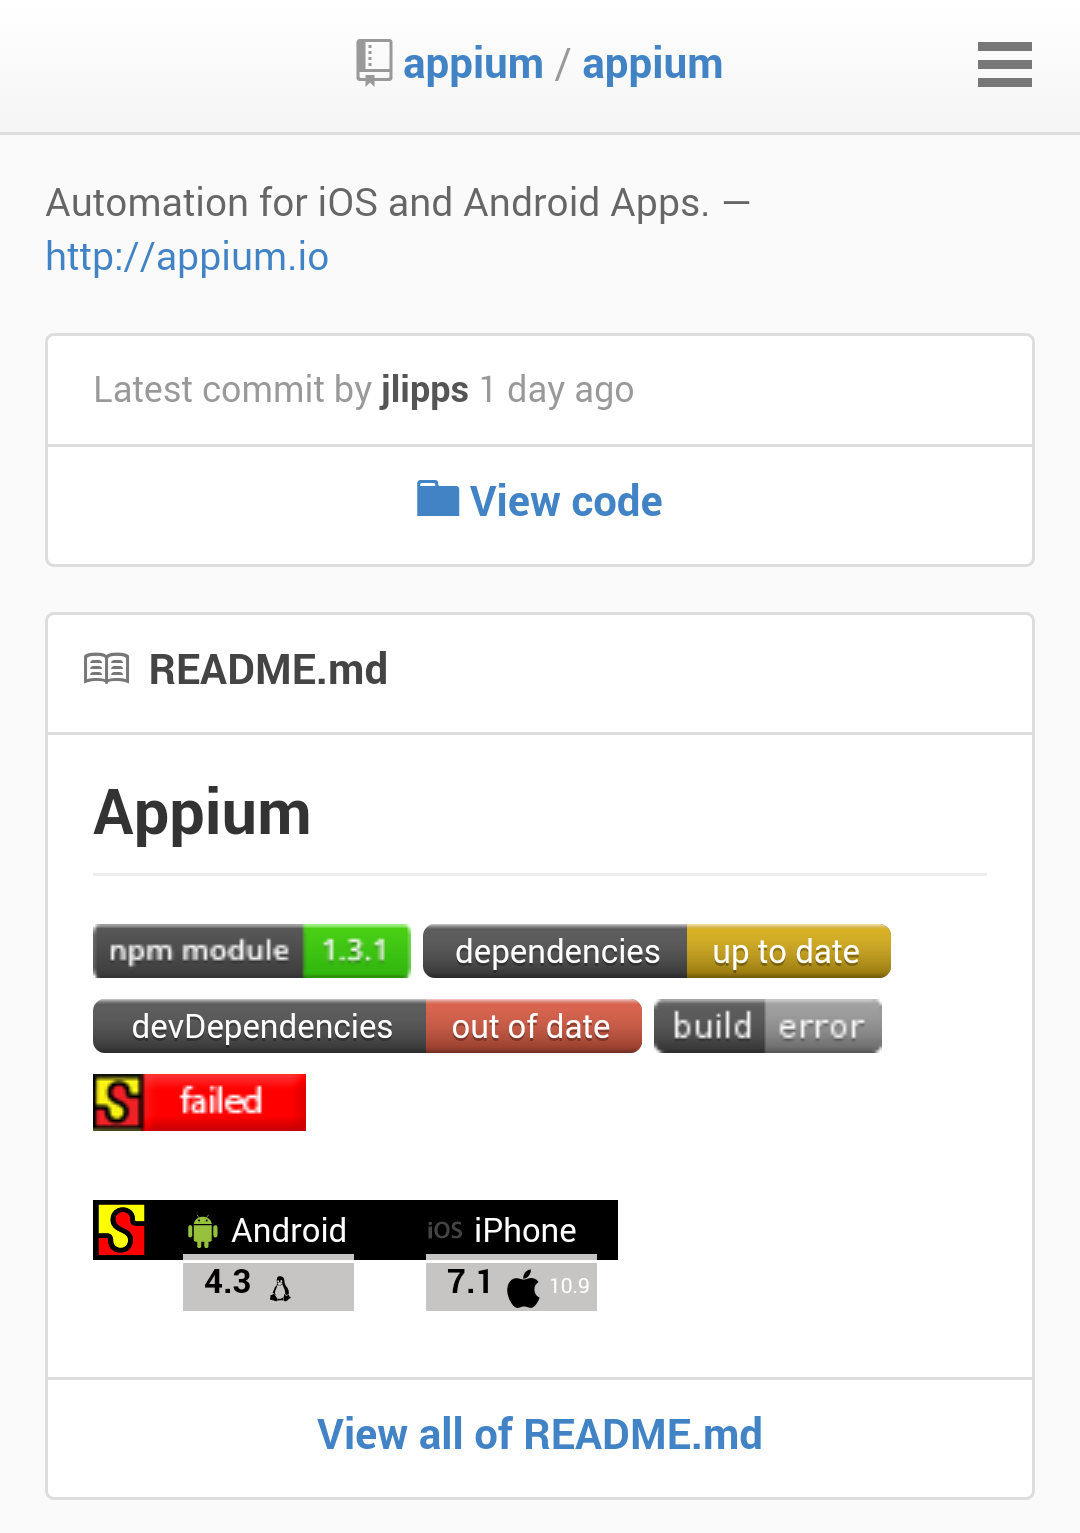 appium / appium
Automation for iOS and Android Apps. —
http://appium.io
Latest commit by jlipps 1 day ago
View code
README.md
Appium
npm module 1.3.1 dependencies up to date
devDependencies out of date build error
S failed
S Android iOS iPhone
4.3 7.1 10.9
View all of README.md